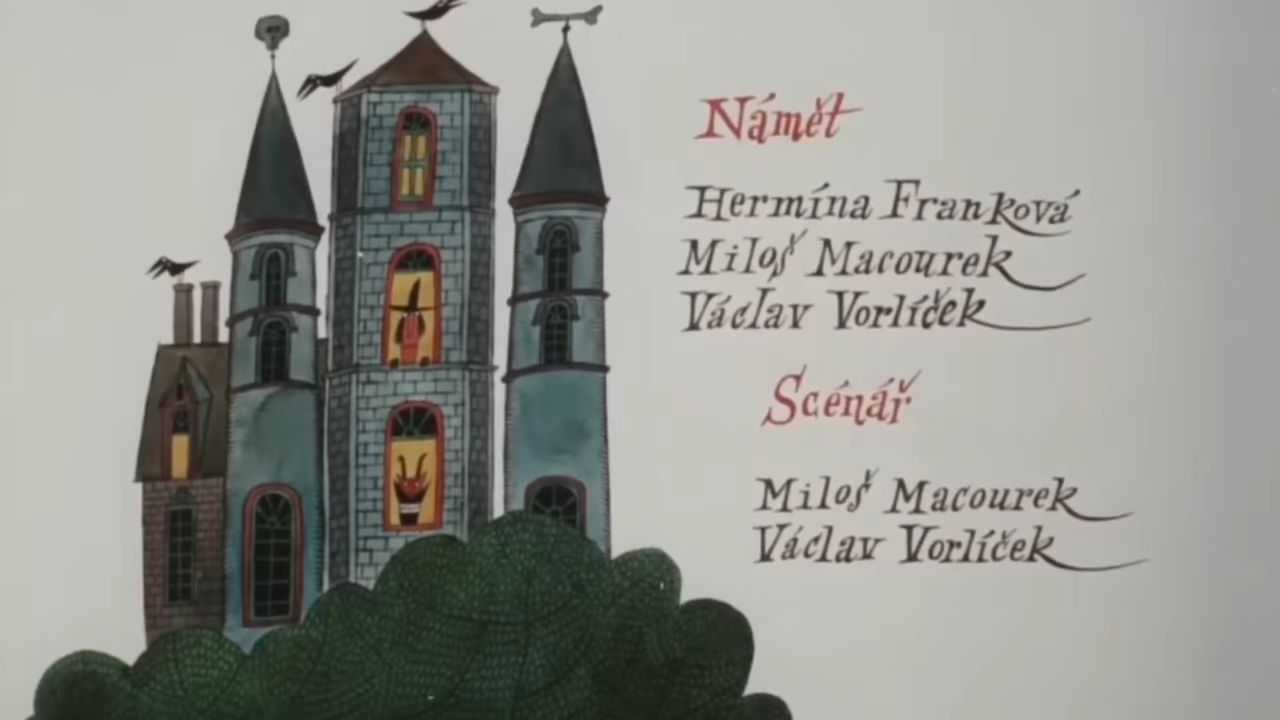 Námět
Hermína Franková
Miloš Macourek
Václav Vorlíček
Scénář
Miloš Macourek
Václav Vorlíček